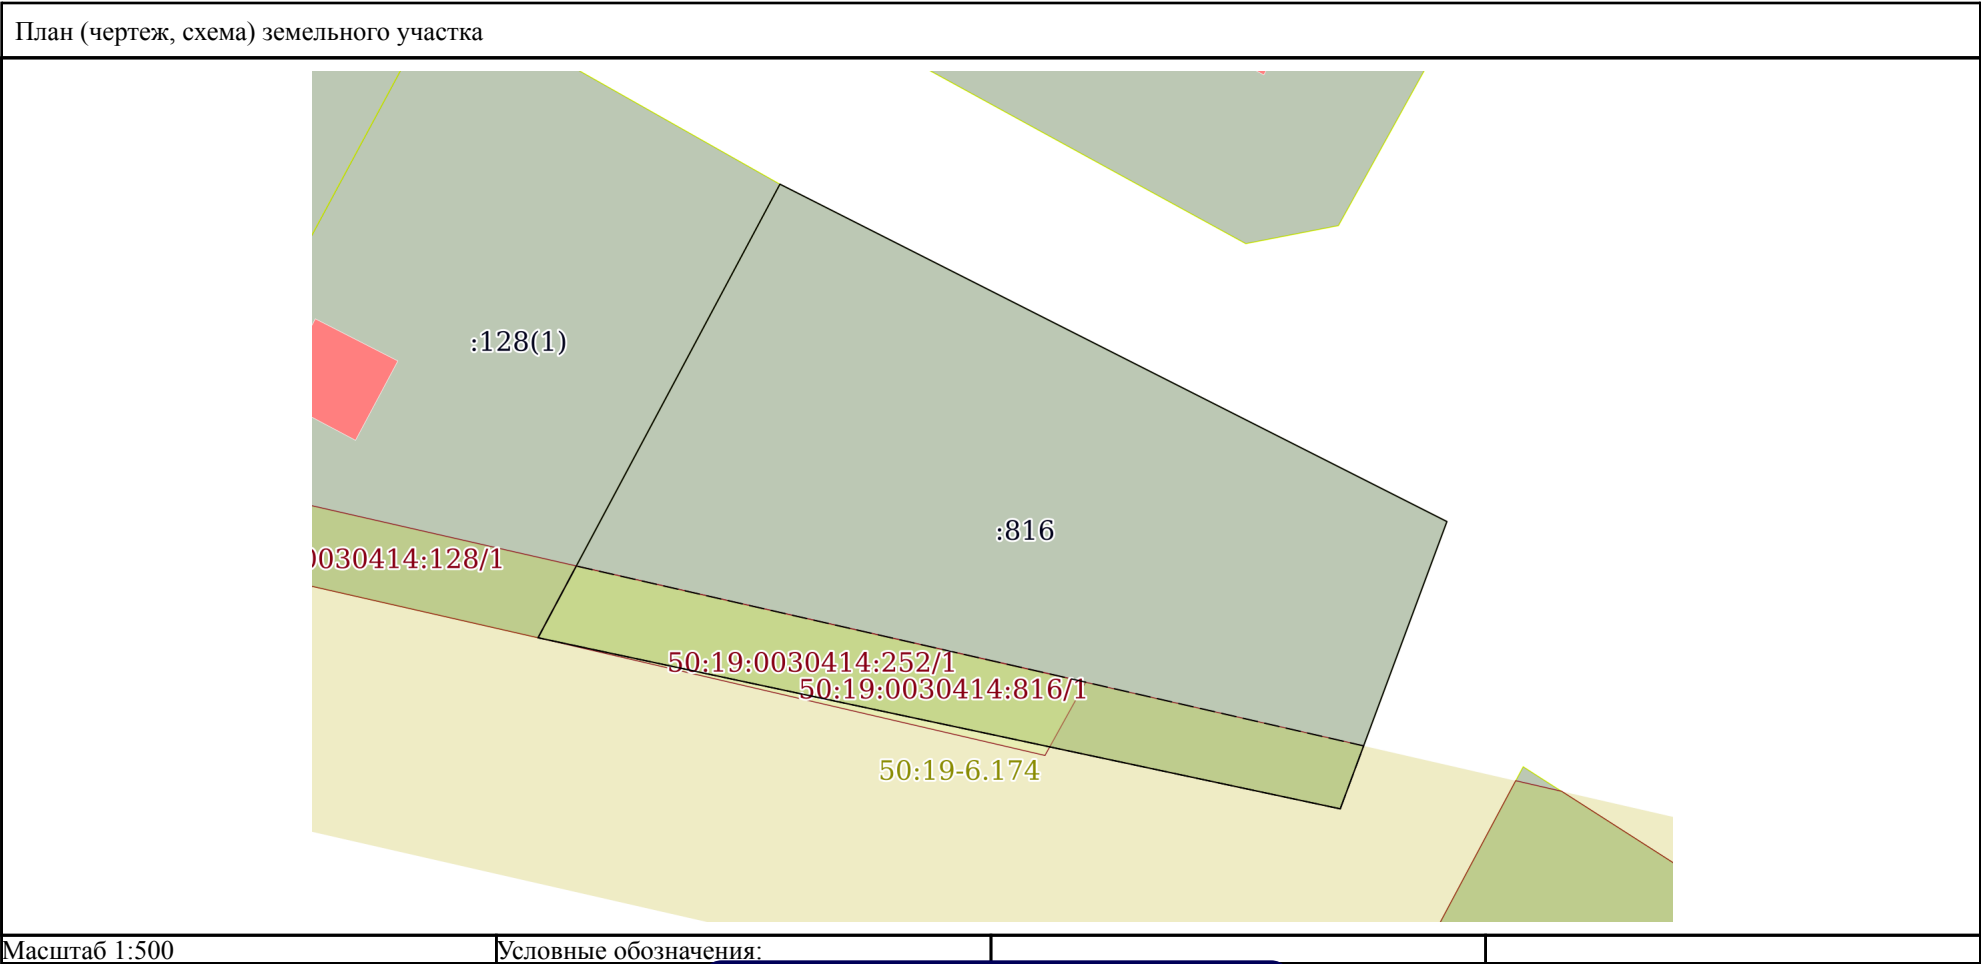 План (чертеж, схема) земельного участка
:128(1)
:816
0030414:128/1
50:19:0030414:252/1
50:19:0030414:816/1
50:19-6.174
Масштаб 1:500
Условные обозначения: